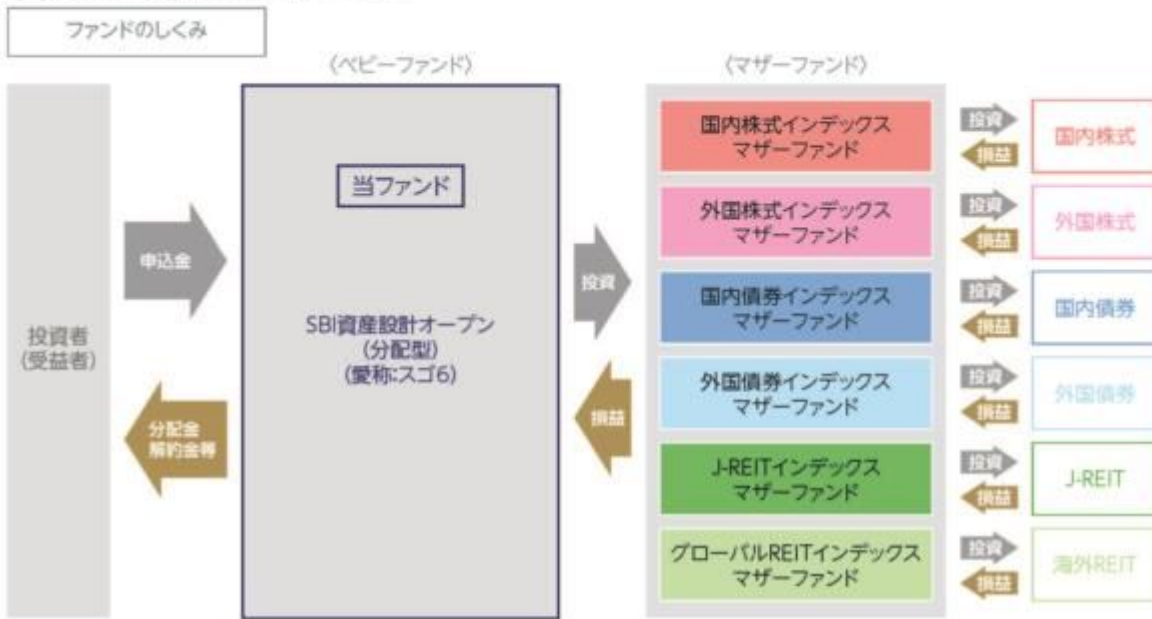 ファンドのしくみ
〈ベビーファンド〉
〈マザーファンド〉
投資者
(受益者)
申込金
分配金
解約金等
当ファンド
SBI資産設計オープン
(分配型)
(愛称:スゴ6)
投資
損益
国内株式インデックス
マザーファンド
投資
損益
国内株式
外国株式インデックス
マザーファンド
投資
損益
外国株式
国内債券インデックス
マザーファンド
投資
損益
国内債券
外国債券インデックス
マザーファンド
投資
損益
外国債券
J-REITインデックス
マザーファンド
投資
損益
J-REIT
グローバルREITインデックス
マザーファンド
投資
損益
海外REIT